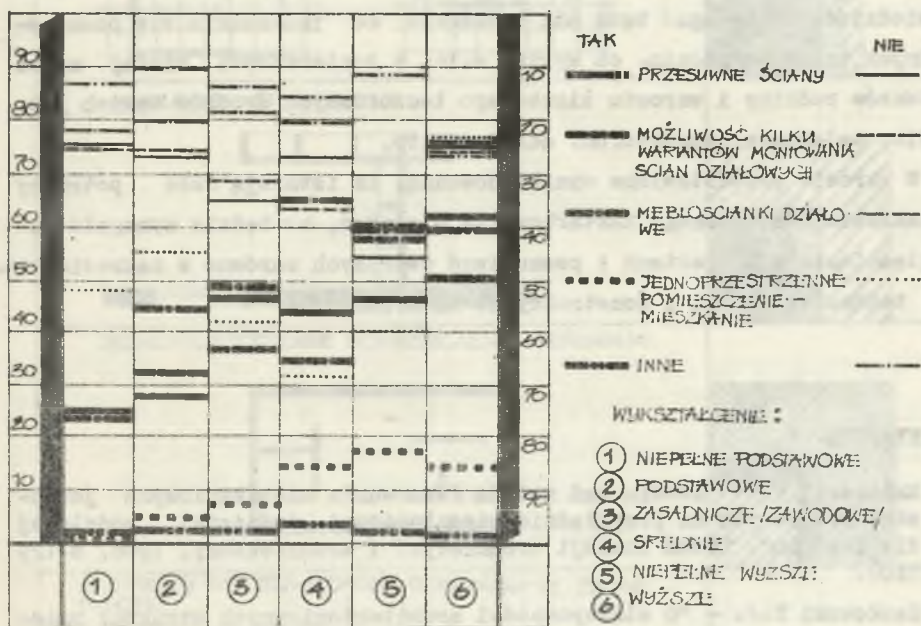 TAK NIE
PRZESUWNE ŚCIANY
MOŻLIWOŚĆ KILKU
WARIANTÓW MONTOWANIA
ŚCIAN DZIAŁOWYCH
MEBLOŚCIANKI DZIAŁO-
WE
JEDNOPRZESTRZENNE
POMIESZCZENIE -
MIESZKANIE
INNE
WYKSZTAŁCENIE:
1 NIEPEŁNE PODSTAWOWE
2 PODSTAWOWE
3 ZASADNICZE /ZAWODOWE/
4 ŚREDNIE
5 NIEPEŁNE WYŻSZE
6 WYŻSZE
90
80
70
60
50
40
30
20
10
10
20
30
40
50
60
70
80
90
1 2 3 4 5 6